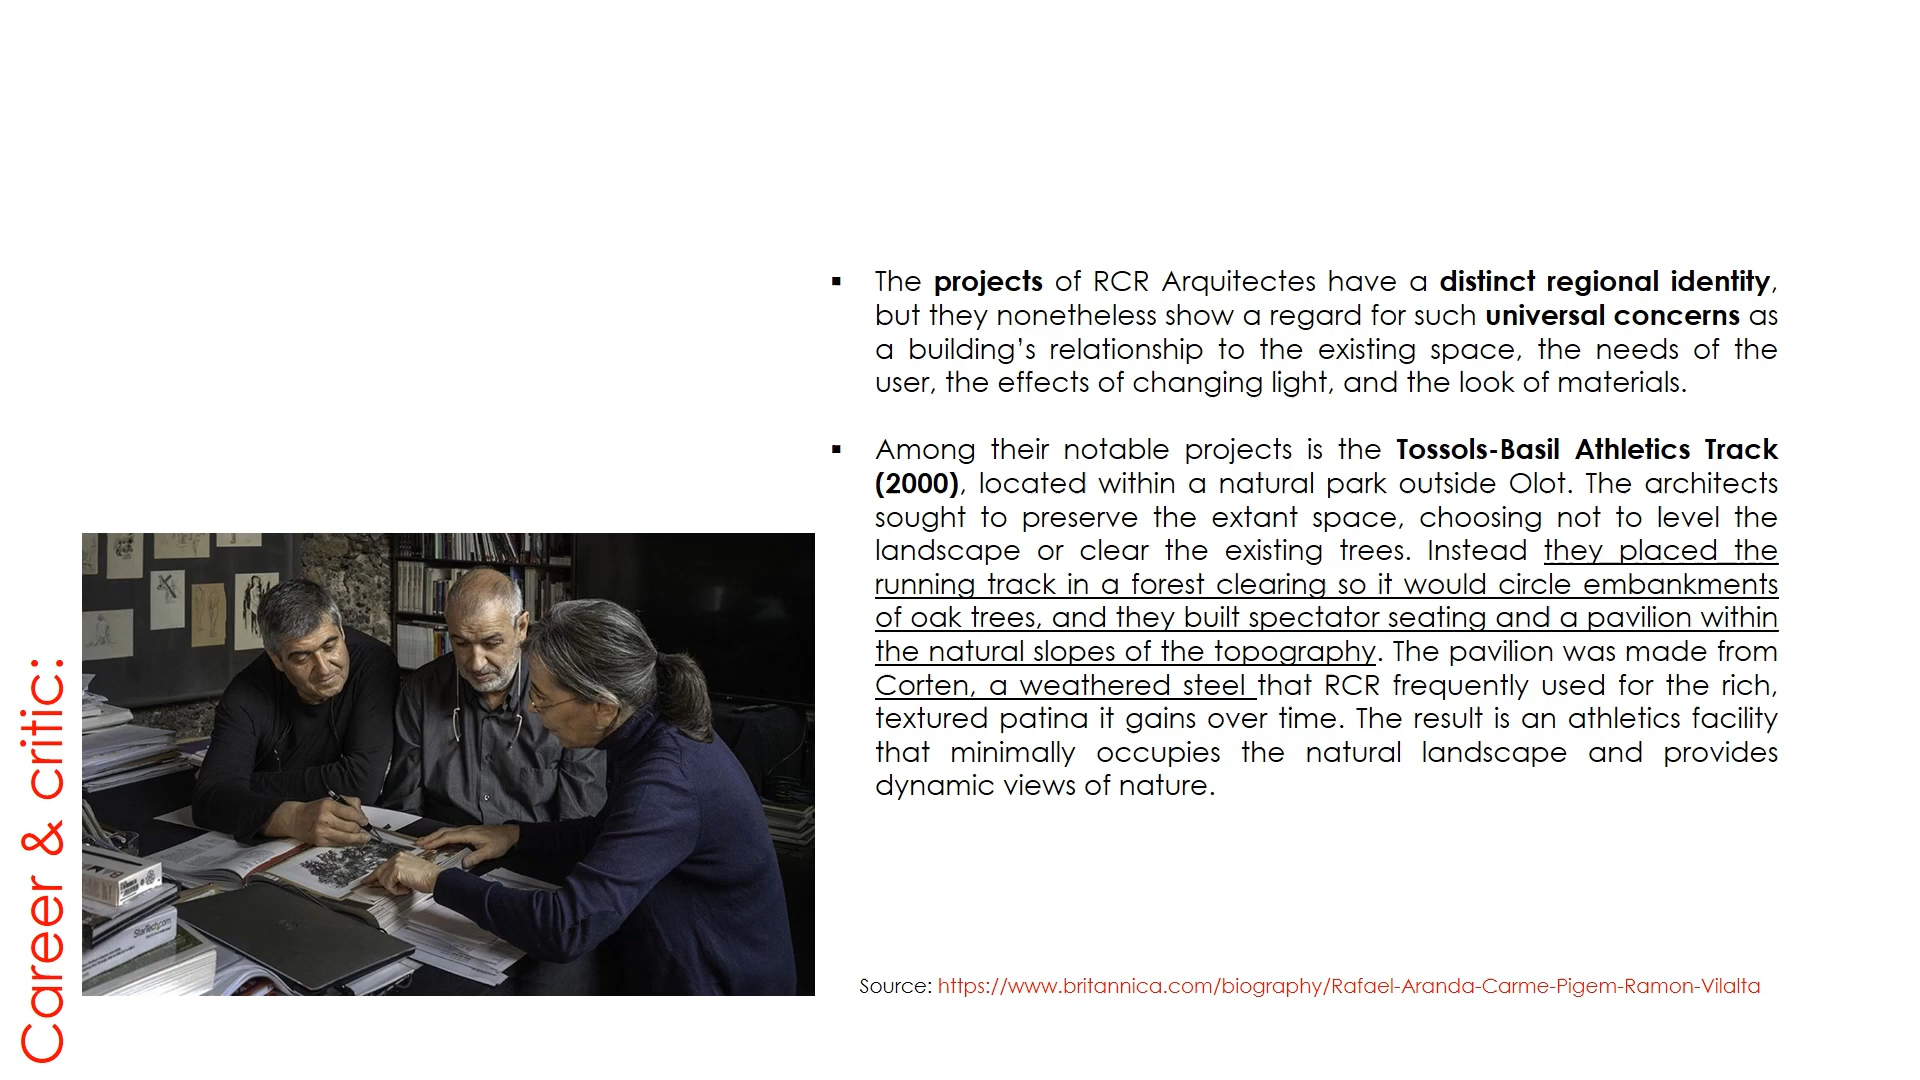 Career & critic:
▪ The projects of RCR Arquitectes have a distinct regional identity,
but they nonetheless show a regard for such universal concerns as
a building’s relationship to the existing space, the needs of the
user, the effects of changing light, and the look of materials.
▪ Among their notable projects is the Tossols-Basil Athletics Track
(2000), located within a natural park outside Olot. The architects
sought to preserve the extant space, choosing not to level the
landscape or clear the existing trees. Instead they placed the
running track in a forest clearing so it would circle embankments
of oak trees, and they built spectator seating and a pavilion within
the natural slopes of the topography. The pavilion was made from
Corten, a weathered steel that RCR frequently used for the rich,
textured patina it gains over time. The result is an athletics facility
that minimally occupies the natural landscape and provides
dynamic views of nature.
StarTech.com
Source: https://www.britannica.com/biography/Rafael-Aranda-Carme-Pigem-Ramon-Vilalta